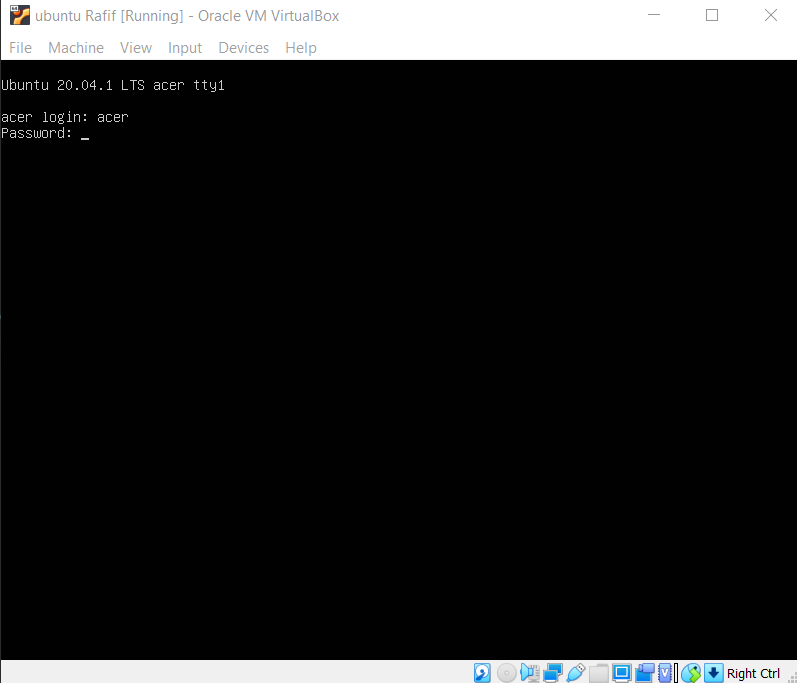 ubuntu Rafif [Running] - Oracle VM VirtualBox
File Machine View Input Devices Help
Ubuntu 20.04.1 LTS acer tty1
acer login: acer
Password: _
Right Ctrl